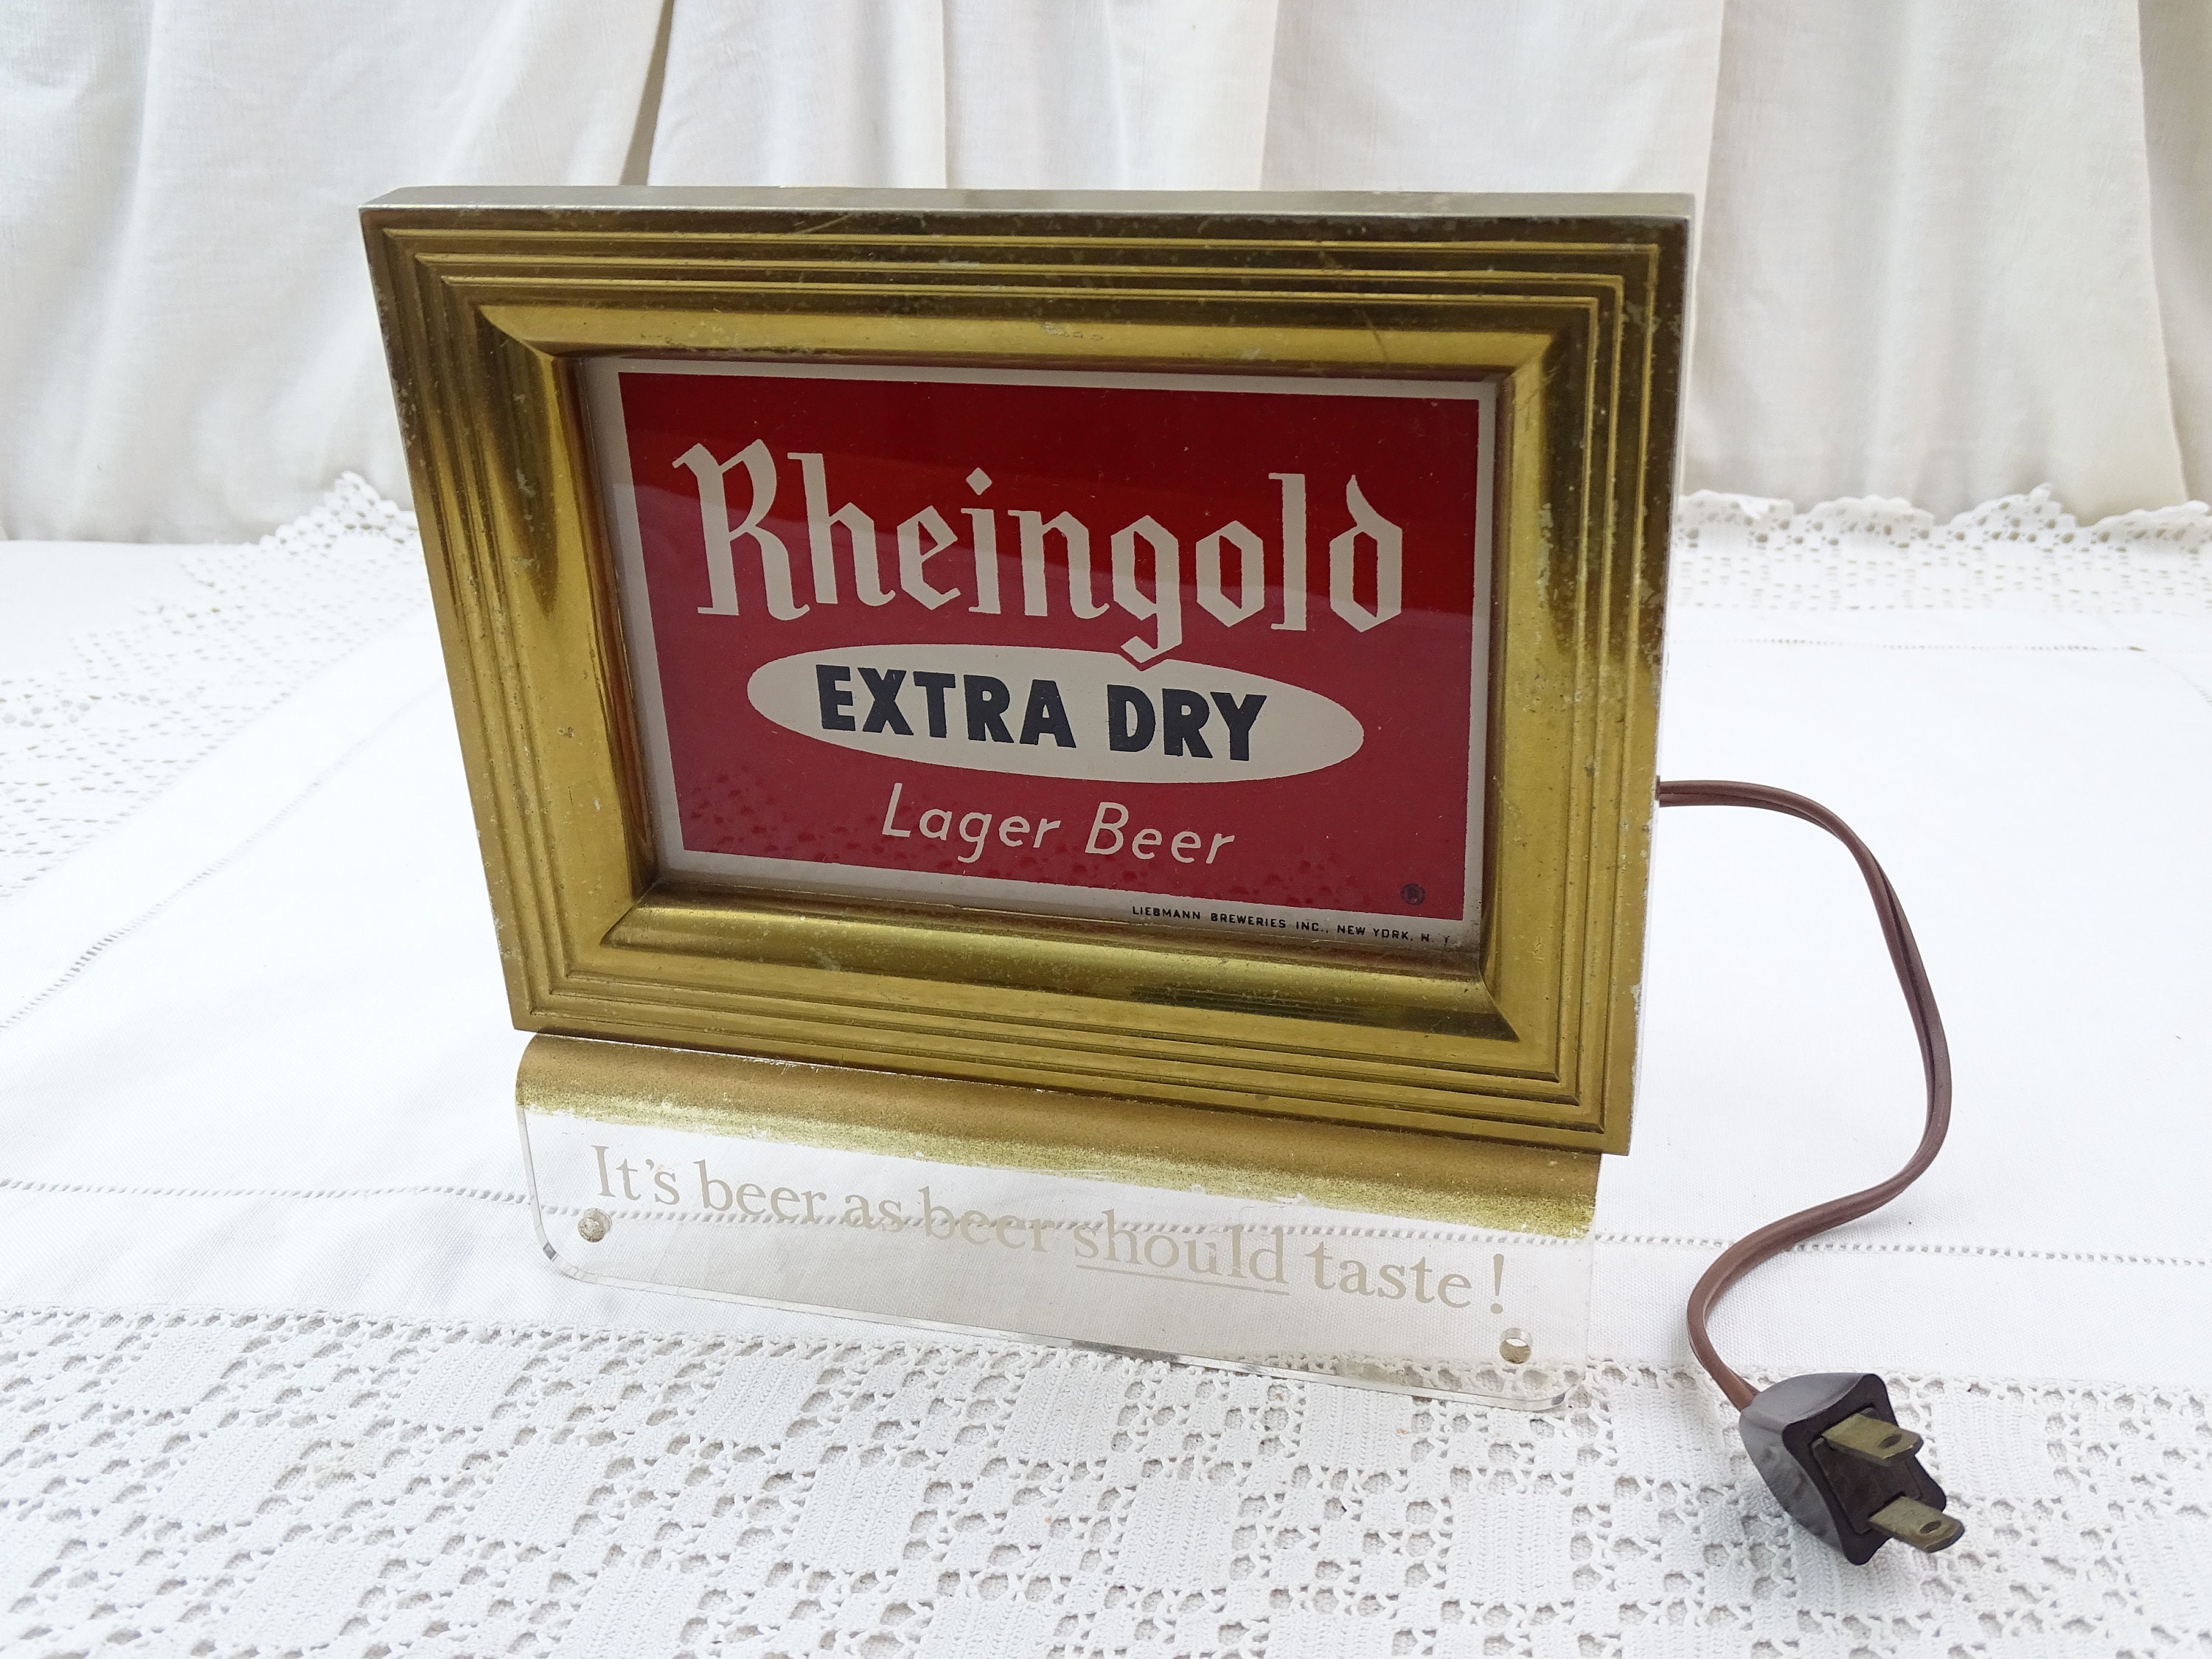 Rheingold
EXTRA DRY
Lager Beer
LIEBMANN BREWERIES INC., NEW YORK, N. Y.
It's beer as beer should taste!